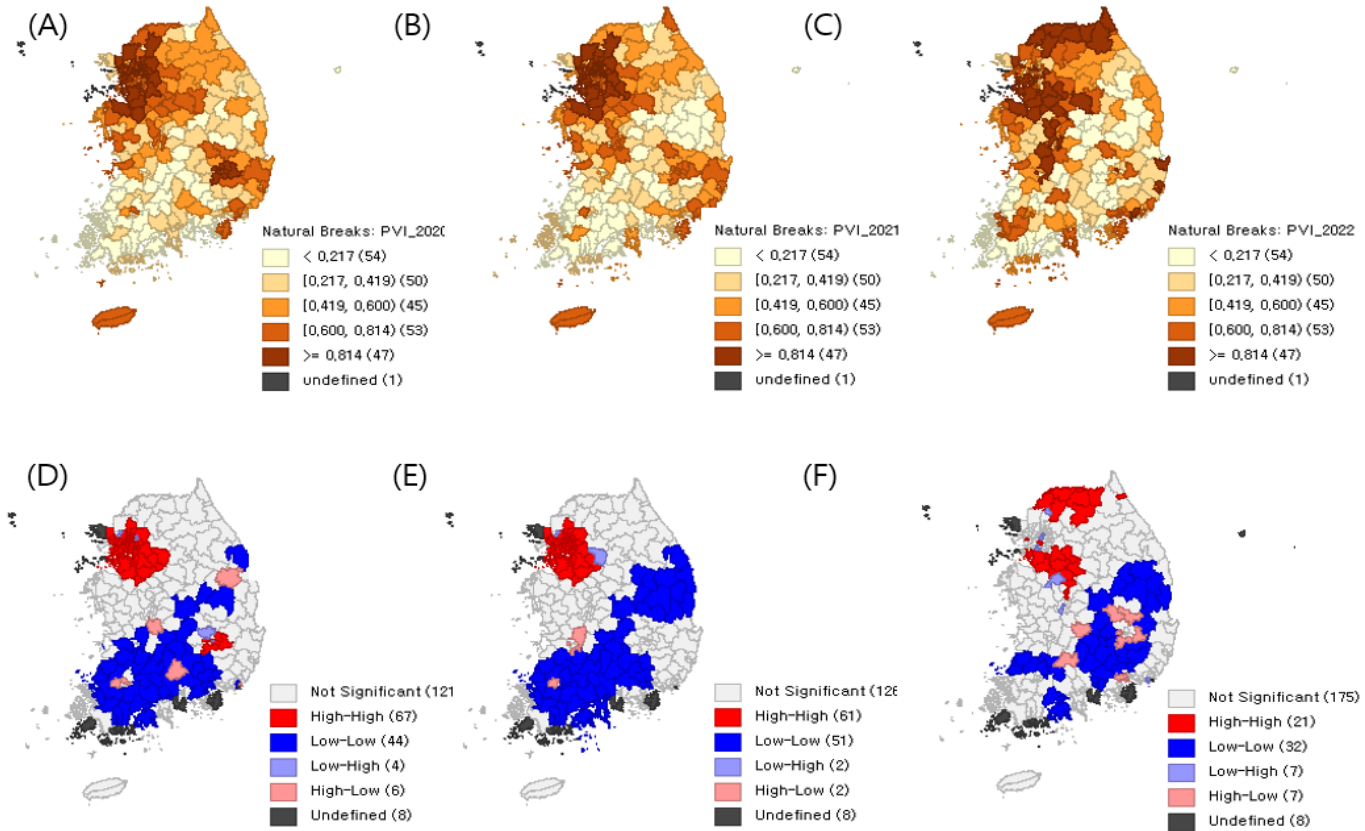 (A)
(B)
(C)
Natural Breaks: PVI_2020
< 0,217 (54)
[0,217, 0,419) (50)
[0,419, 0,600) (45)
[0,600, 0,814) (53)
>= 0,814 (47)
undefined (1)
Natural Breaks: PVI_2021
< 0,217 (54)
[0,217, 0,419) (50)
[0,419, 0,600) (45)
[0,600, 0,814) (53)
>= 0,814 (47)
undefined (1)
Natural Breaks: PVI_2022
< 0,217 (54)
[0,217, 0,419) (50)
[0,419, 0,600) (45)
[0,600, 0,814) (53)
>= 0,814 (47)
undefined (1)
(D)
(E)
(F)
Not Significant (121
High-High (67)
Low-Low (44)
Low-High (4)
High-Low (6)
Undefined (8)
Not Significant (126
High-High (61)
Low-Low (51)
Low-High (2)
High-Low (2)
Undefined (8)
Not Significant (175)
High-High (21)
Low-Low (32)
Low-High (7)
High-Low (7)
Undefined (8)